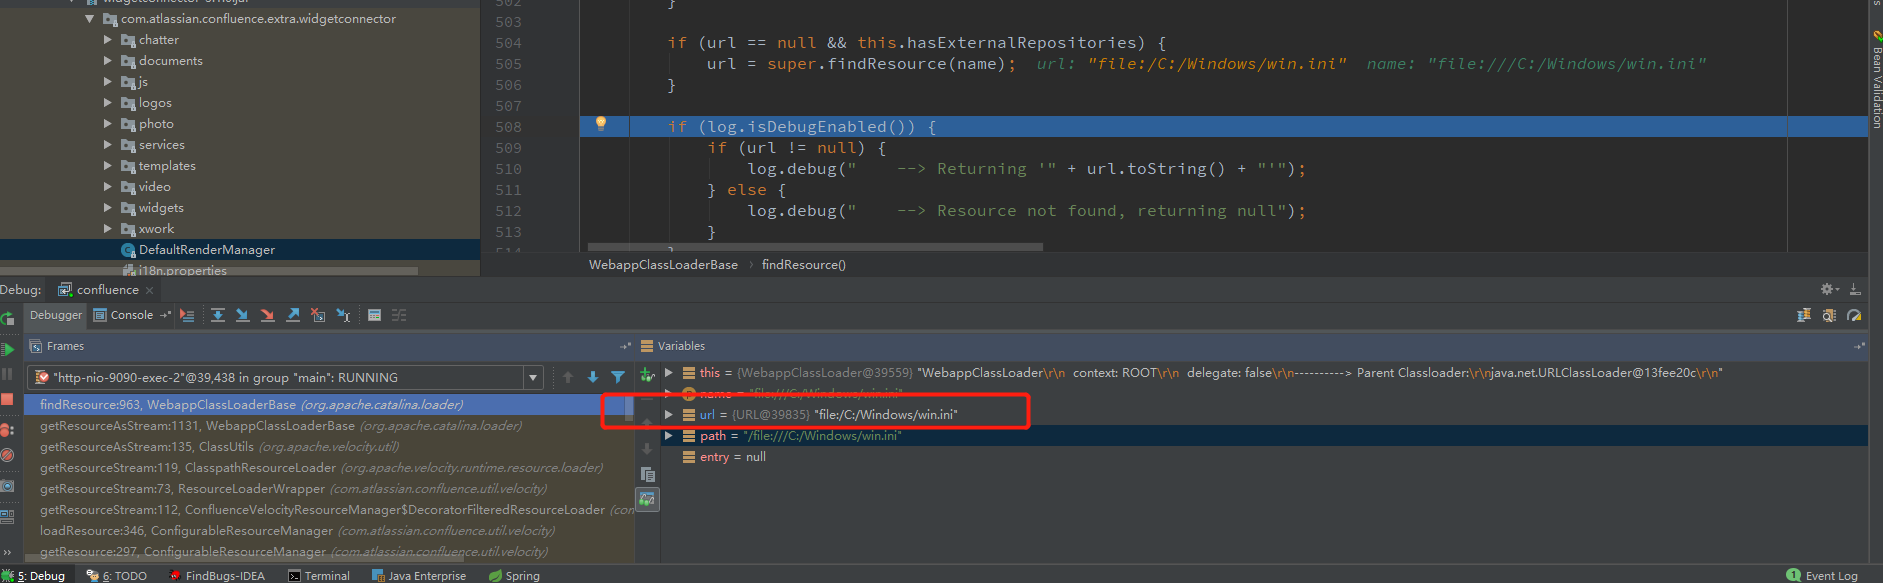 com.atlassian.confluence.extra.widgetconnector
chatter
documents
js
logos
photo
services
templates
video
widgets
xwork
DefaultRenderManager
i18n.properties
502 }
503
504 if (url == null && this.hasExternalRepositories) {
505 url = super.findResource(name); url: "file:/C:/Windows/win.ini" name: "file:///C:/Windows/win.ini"
506 }
507
508 if (log.isDebugEnabled()) {
509 if (url != null) {
510 log.debug("    --> Returning '" + url.toString() + "'");
511 } else {
512 log.debug("    --> Resource not found, returning null");
513 }
514
WebappClassLoaderBase › findResource()
Bean Validation
Debug: confluence ×
Debugger Console
Frames
"http-nio-9090-exec-2"@39,438 in group "main": RUNNING
findResource:963, WebappClassLoaderBase (org.apache.catalina.loader)
getResourceAsStream:1131, WebappClassLoaderBase (org.apache.catalina.loader)
getResourceAsStream:135, ClassUtils (org.apache.velocity.util)
getResourceStream:119, ClasspathResourceLoader (org.apache.velocity.runtime.resource.loader)
getResourceStream:73, ResourceLoaderWrapper (com.atlassian.confluence.util.velocity)
getResourceStream:112, ConfluenceVelocityResourceManager$DecoratorFilteredResourceLoader (con
loadResource:346, ConfigurableResourceManager (com.atlassian.confluence.util.velocity)
getResource:297, ConfigurableResourceManager (com.atlassian.confluence.util.velocity)
Variables
this = {WebappClassLoader@39559} "WebappClassLoader\r\n  context: ROOT\r\n  delegate: false\r\n----------> Parent Classloader:\r\njava.net.URLClassLoader@13fee20c\r\n"
name = "file:///C:/Windows/win.ini"
url = {URL@39835} "file:/C:/Windows/win.ini"
path = "/file:///C:/Windows/win.ini"
entry = null
5: Debug 6: TODO FindBugs-IDEA Terminal Java Enterprise Spring 1 Event Log